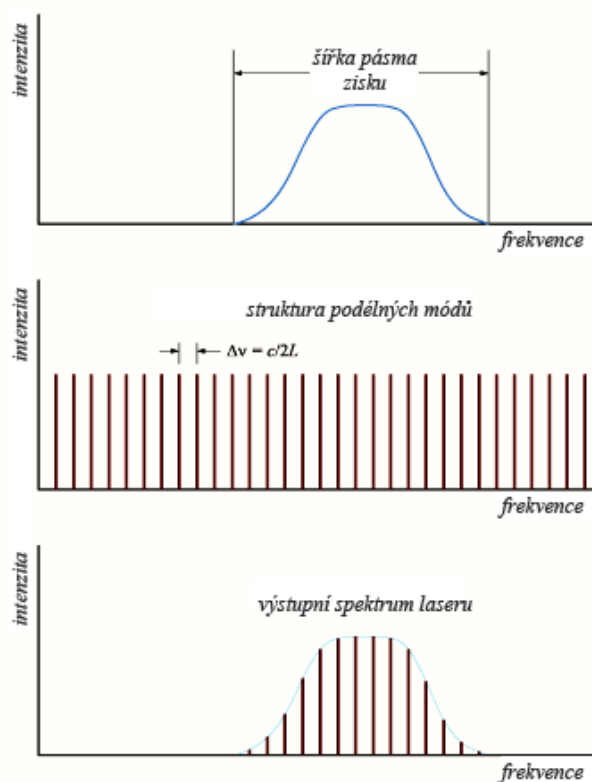 intenzita
šířka pásma
zisku
frekvence
intenzita
struktura podélných módů
Δν = c/2L
frekvence
intenzita
výstupní spektrum laseru
frekvence